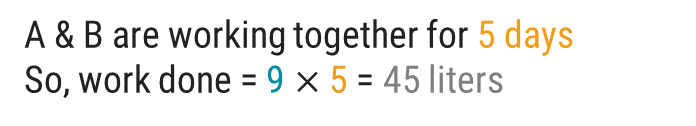 A & B are working together for 5 days
So, work done = 9 × 5 = 45 liters